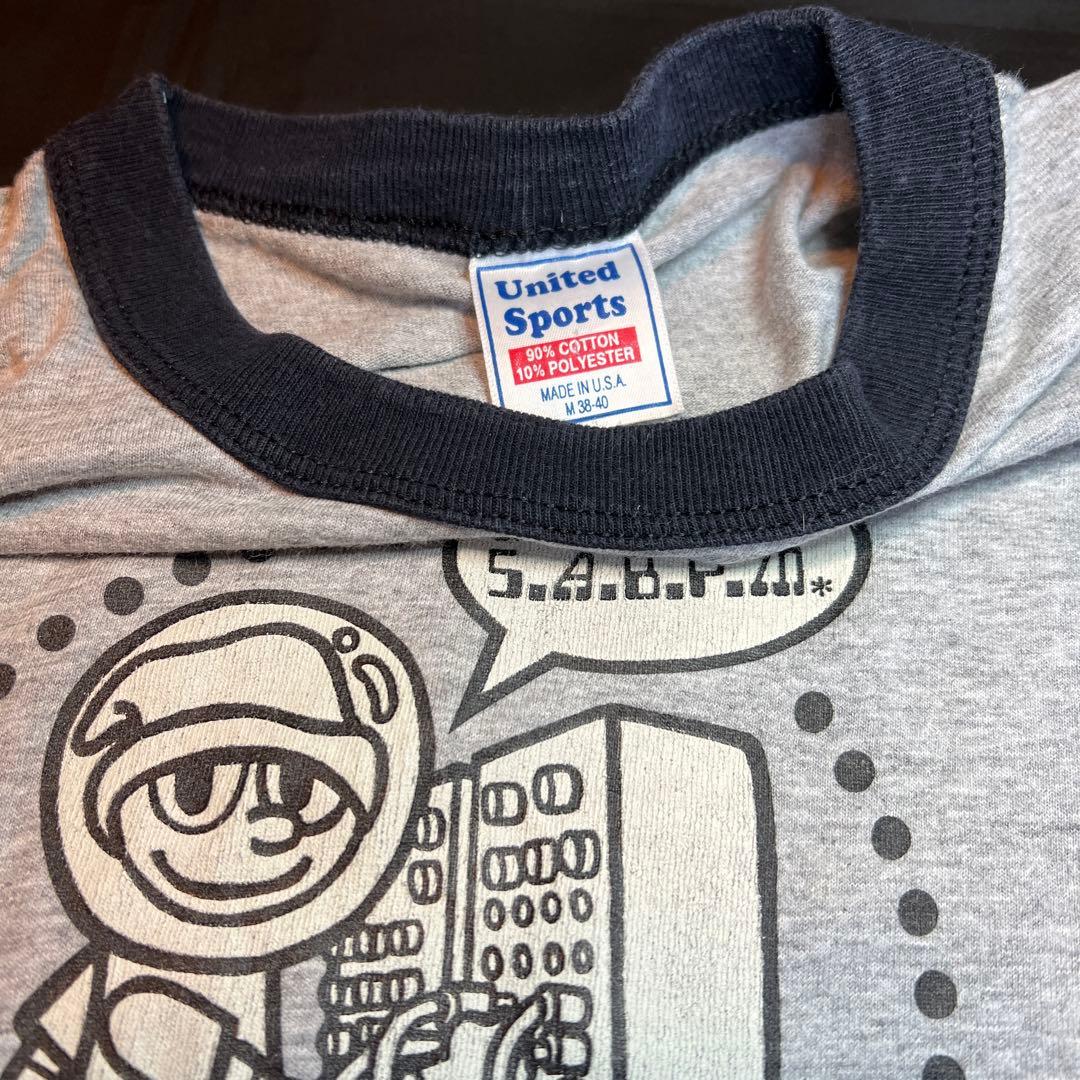 United
Sports
90% COTTON
10% POLYESTER
MADE IN U.S.A.
M 38-40
S.A.B.P.M*